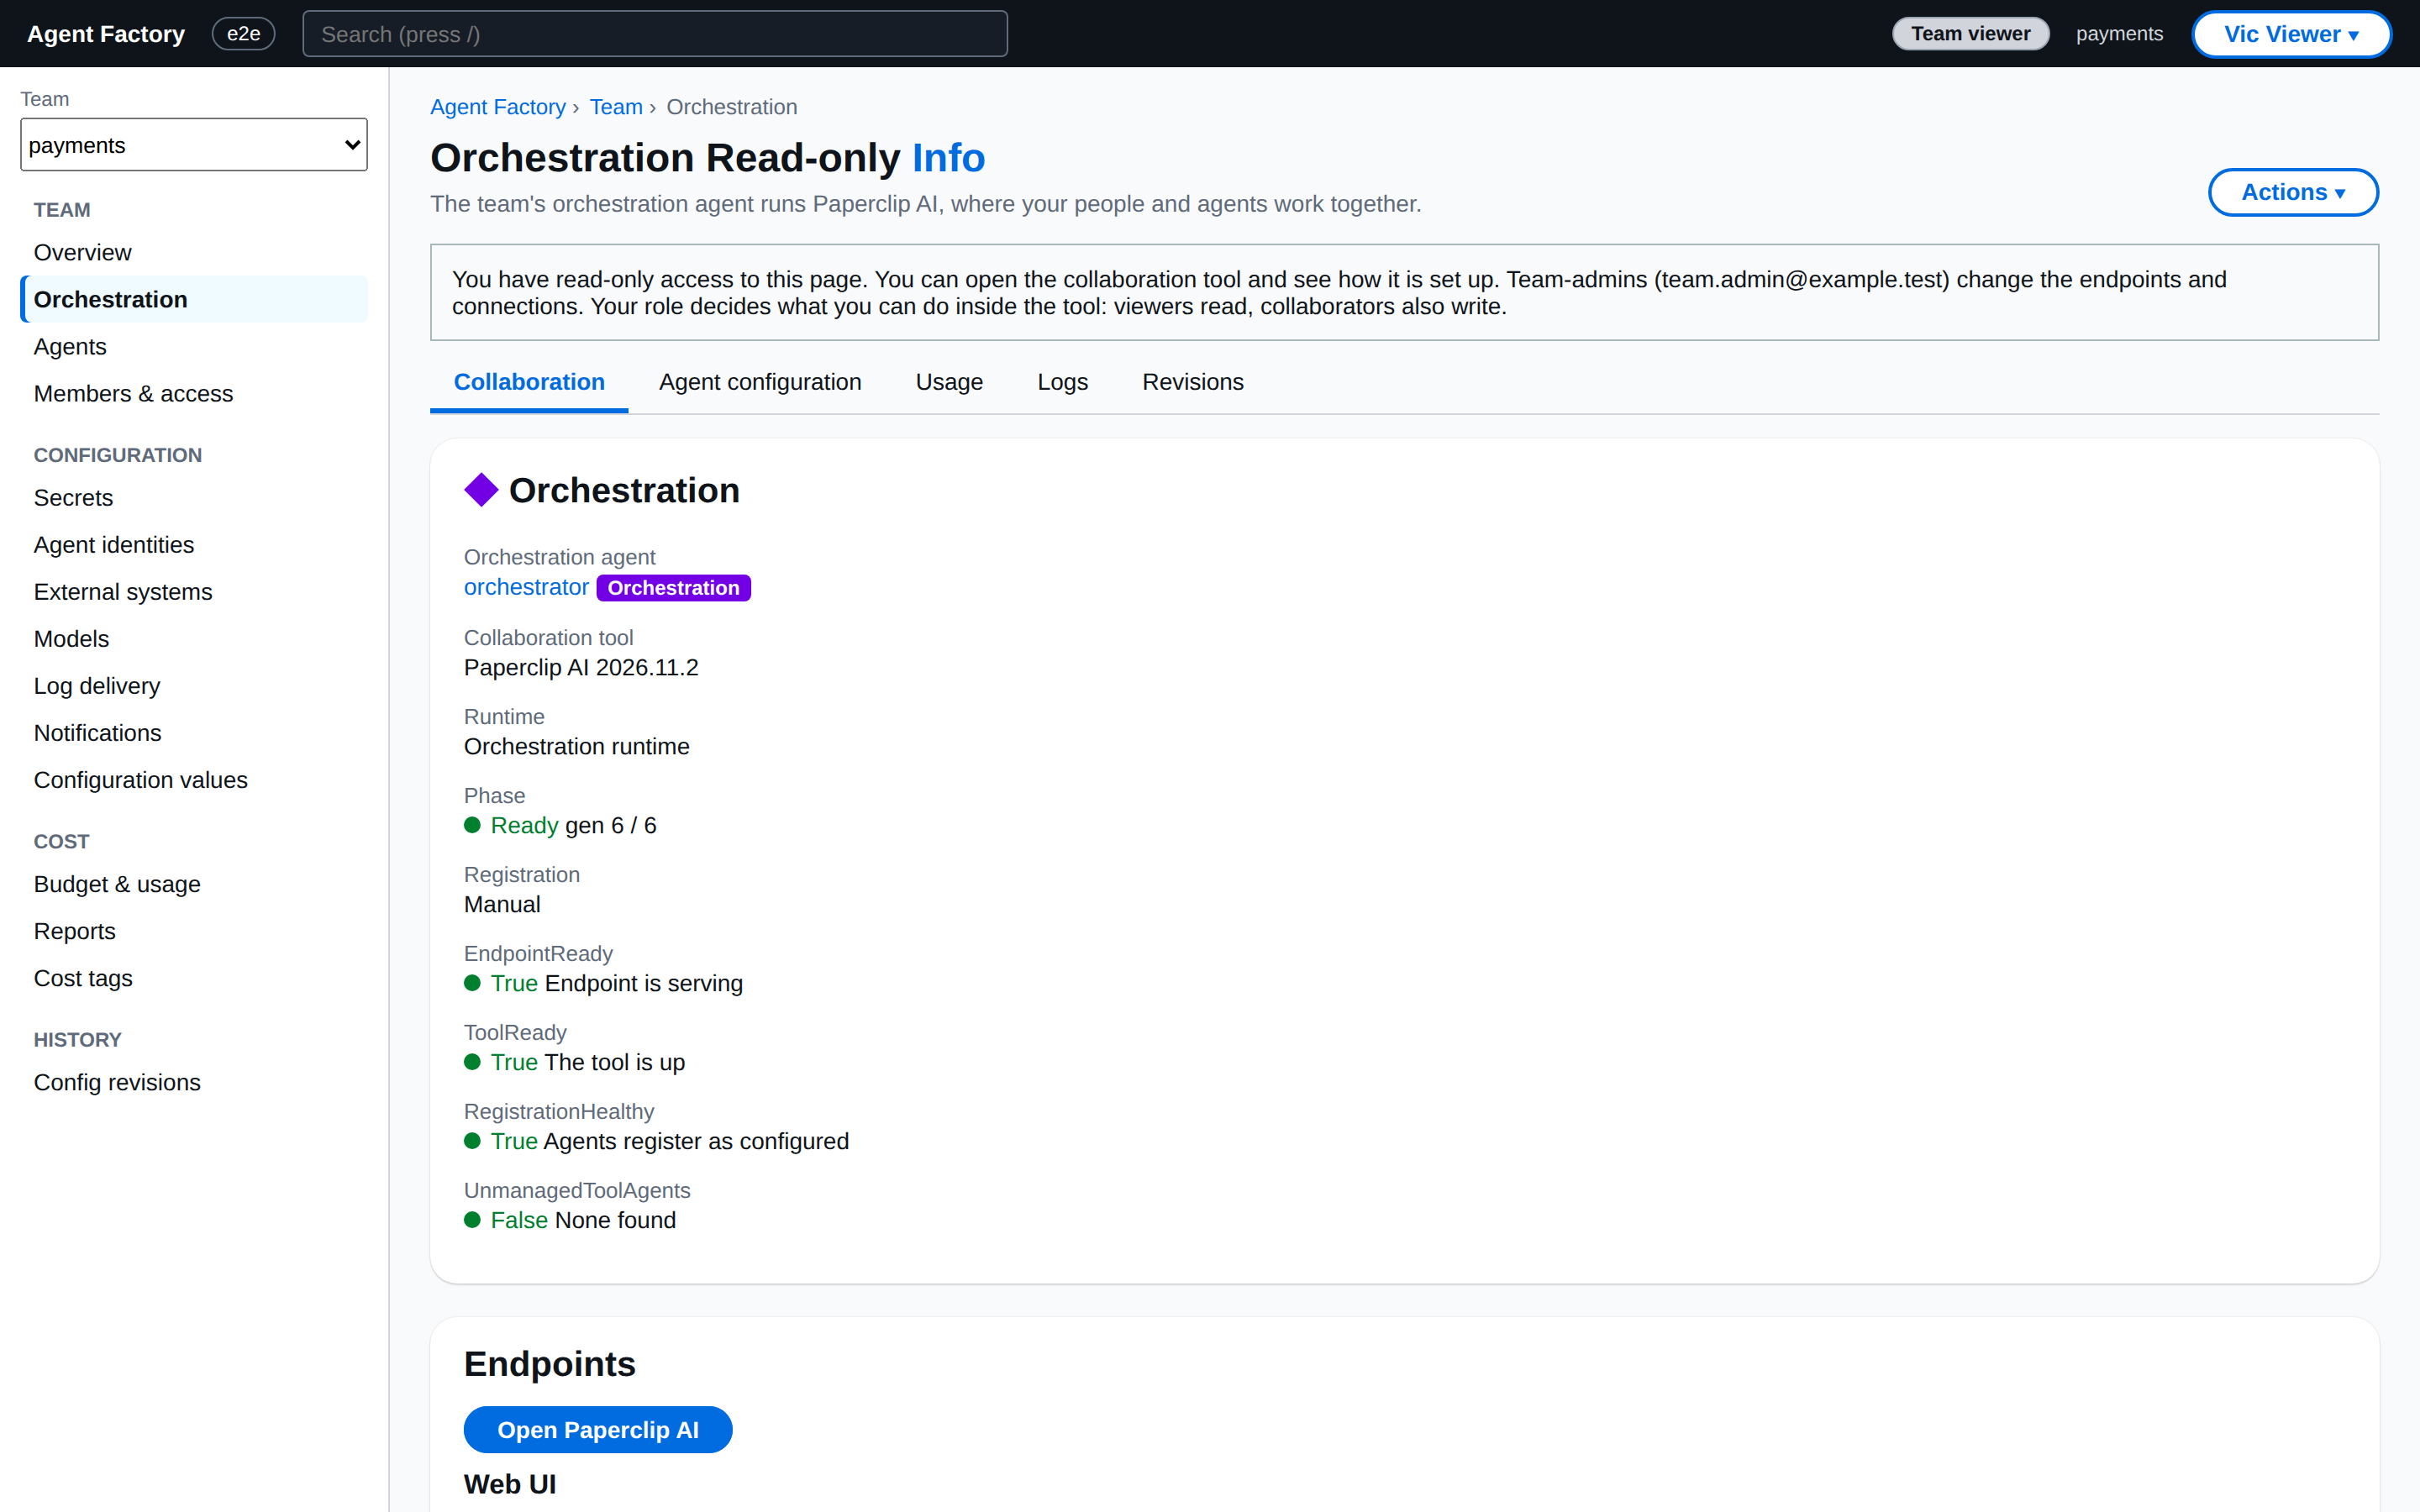 Agent Factory
e2e
Search (press /)
Team viewer
payments
Vic Viewer ▾
Team
payments
TEAM
Overview
Orchestration
Agents
Members & access
CONFIGURATION
Secrets
Agent identities
External systems
Models
Log delivery
Notifications
Configuration values
COST
Budget & usage
Reports
Cost tags
HISTORY
Config revisions
Agent Factory › Team › Orchestration
Orchestration Read-only Info
The team's orchestration agent runs Paperclip AI, where your people and agents work together.
Actions ▾
You have read-only access to this page. You can open the collaboration tool and see how it is set up. Team-admins (team.admin@example.test) change the endpoints and
connections. Your role decides what you can do inside the tool: viewers read, collaborators also write.
Collaboration
Agent configuration
Usage
Logs
Revisions
Orchestration
Orchestration agent
orchestrator Orchestration
Collaboration tool
Paperclip AI 2026.11.2
Runtime
Orchestration runtime
Phase
Ready gen 6 / 6
Registration
Manual
EndpointReady
True Endpoint is serving
ToolReady
True The tool is up
RegistrationHealthy
True Agents register as configured
UnmanagedToolAgents
False None found
Endpoints
Open Paperclip AI
Web UI